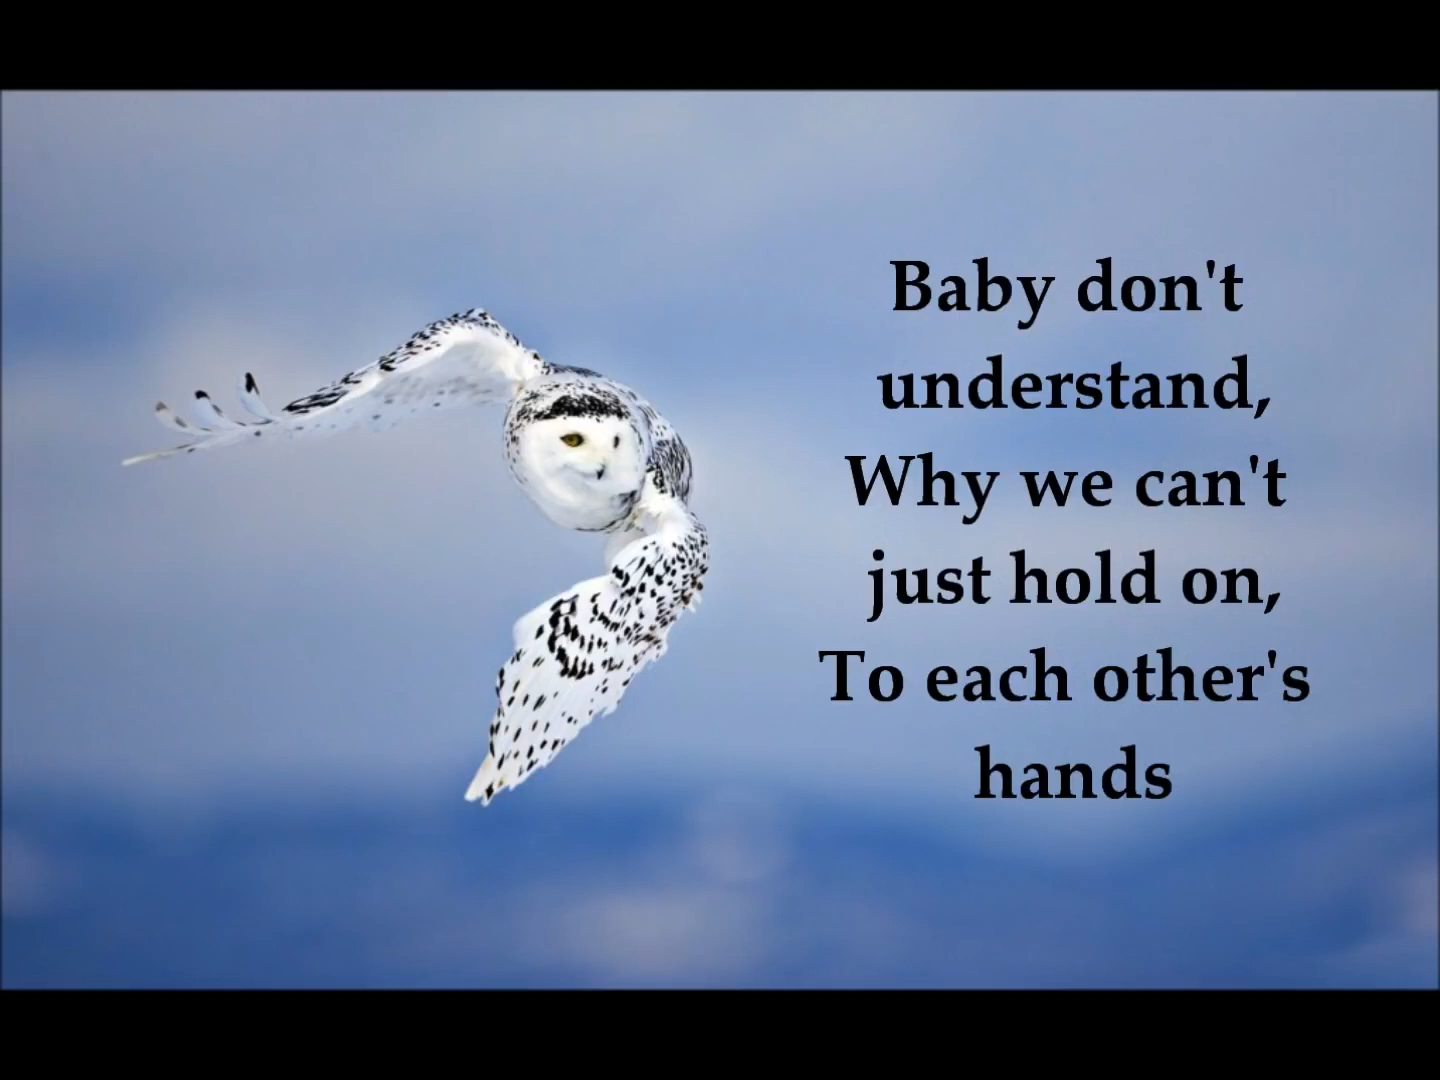 Baby don't
understand,
Why we can't
just hold on,
To each other's
hands